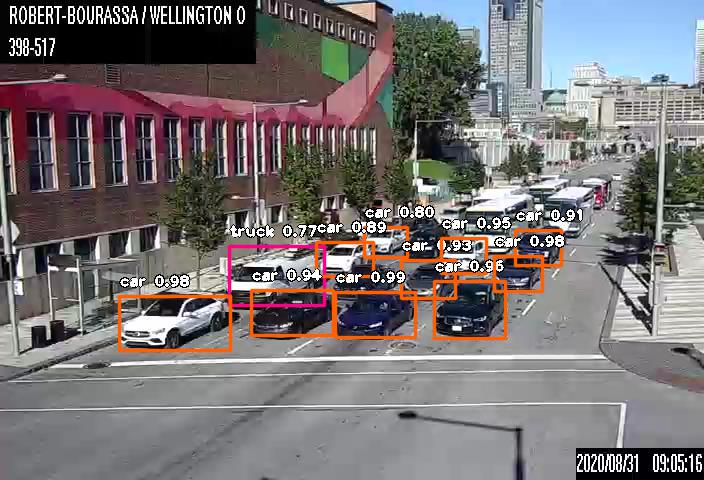 ROBERT-BOURASSA / WELLINGTON O
398-517
car 0.80
truck 0.77
car 0.89
car 0.95
car 0.91
car 0.93
car 0.98
car 0.98
car 0.94
car 0.99
car 0.96
2020/08/31 09:05:16